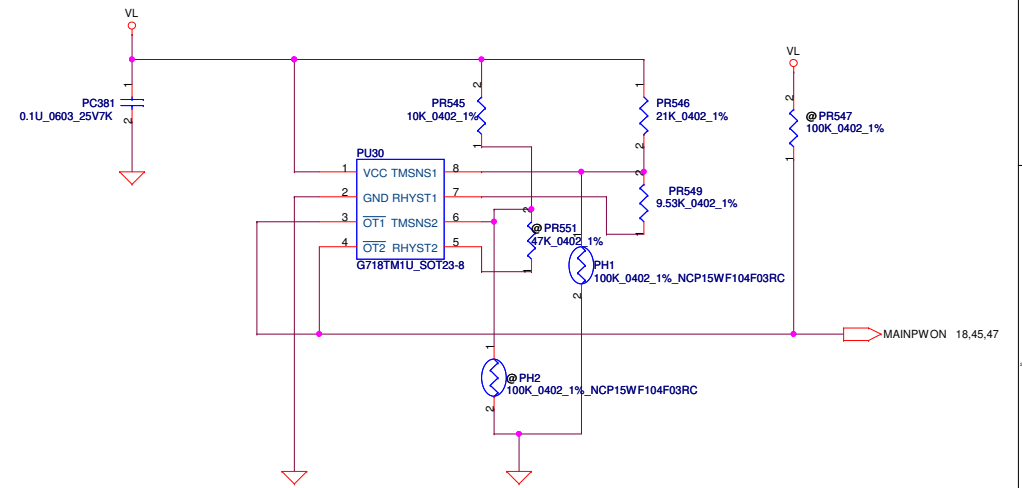 VL
VL
PC381
0.1U_0603_25V7K
1
2
PR545
10K_0402_1%
2
1
PR546
21K_0402_1%
1
2
@PR547
100K_0402_1%
2
1
PU30
1 VCC TMSNS1 8
2 GND RHYST1 7
3 OT1 TMSNS2 6
4 OT2 RHYST2 5
G718TM1U_SOT23-8
2
PR549
9.53K_0402_1%
1
2
@PR551
47K_0402_1%
1
1
PH1
100K_0402_1%_NCP15WF104F03RC
2
MAINPWON 18,45,47
1
@PH2
100K_0402_1%_NCP15WF104F03RC
2